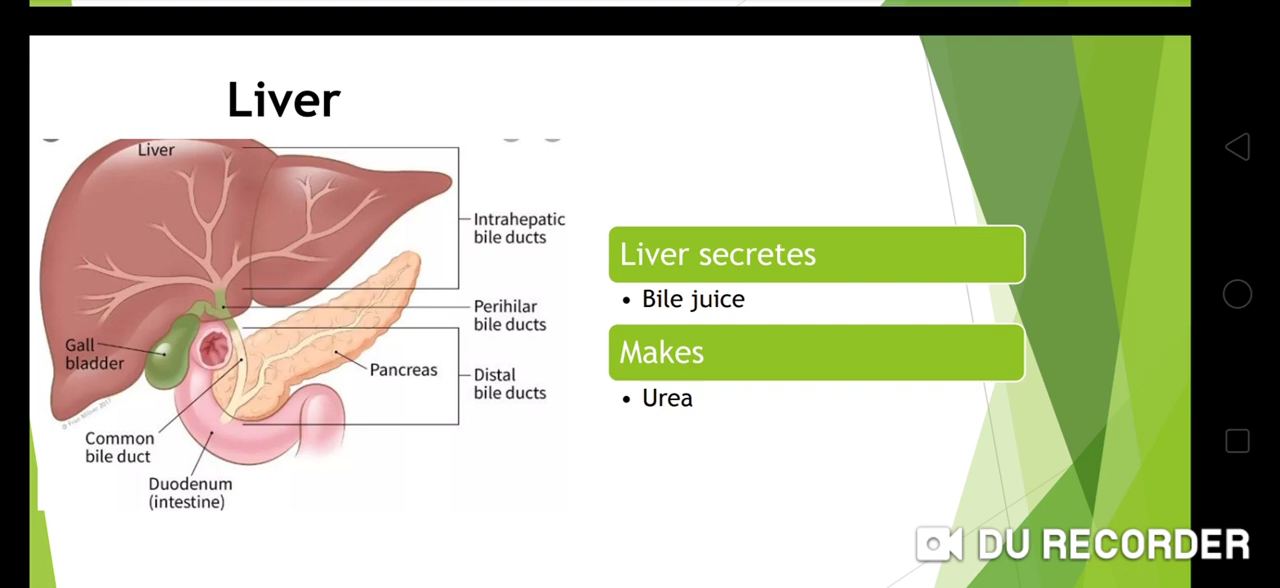 Liver
Liver
Intrahepatic
bile ducts
Perihilar
bile ducts
Gall
bladder
Pancreas
Distal
bile ducts
Common
bile duct
Duodenum
(intestine)
Liver secretes
• Bile juice
Makes
• Urea
DU RECORDER